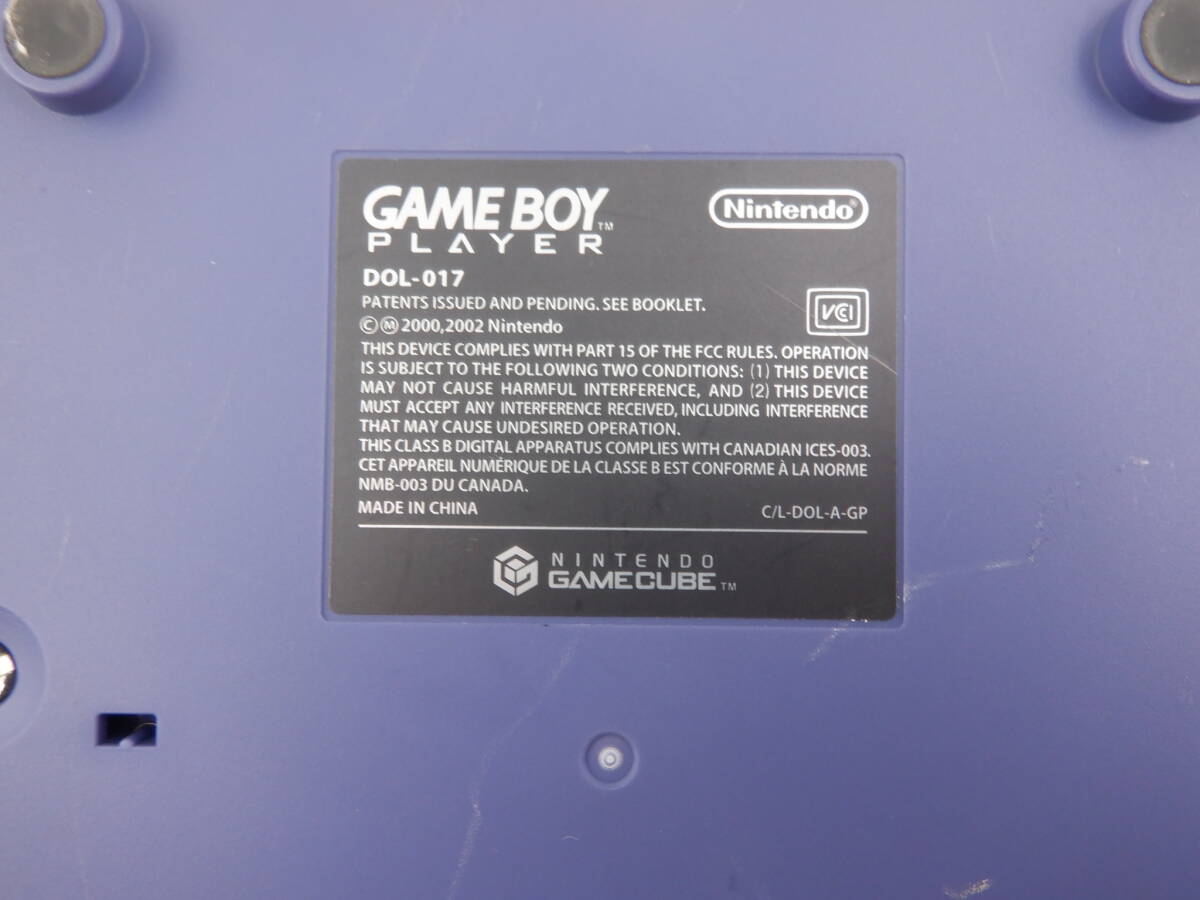 GAME BOY™
PLAYER
Nintendo®
DOL-017
PATENTS ISSUED AND PENDING. SEE BOOKLET.
ⒸⓂ 2000,2002 Nintendo
VCI
THIS DEVICE COMPLIES WITH PART 15 OF THE FCC RULES. OPERATION
IS SUBJECT TO THE FOLLOWING TWO CONDITIONS: (1) THIS DEVICE
MAY NOT CAUSE HARMFUL INTERFERENCE, AND (2) THIS DEVICE
MUST ACCEPT ANY INTERFERENCE RECEIVED, INCLUDING INTERFERENCE
THAT MAY CAUSE UNDESIRED OPERATION.
THIS CLASS B DIGITAL APPARATUS COMPLIES WITH CANADIAN ICES-003.
CET APPAREIL NUMÉRIQUE DE LA CLASSE B EST CONFORME À LA NORME
NMB-003 DU CANADA.
MADE IN CHINA C/L-DOL-A-GP
NINTENDO
GAMECUBE™